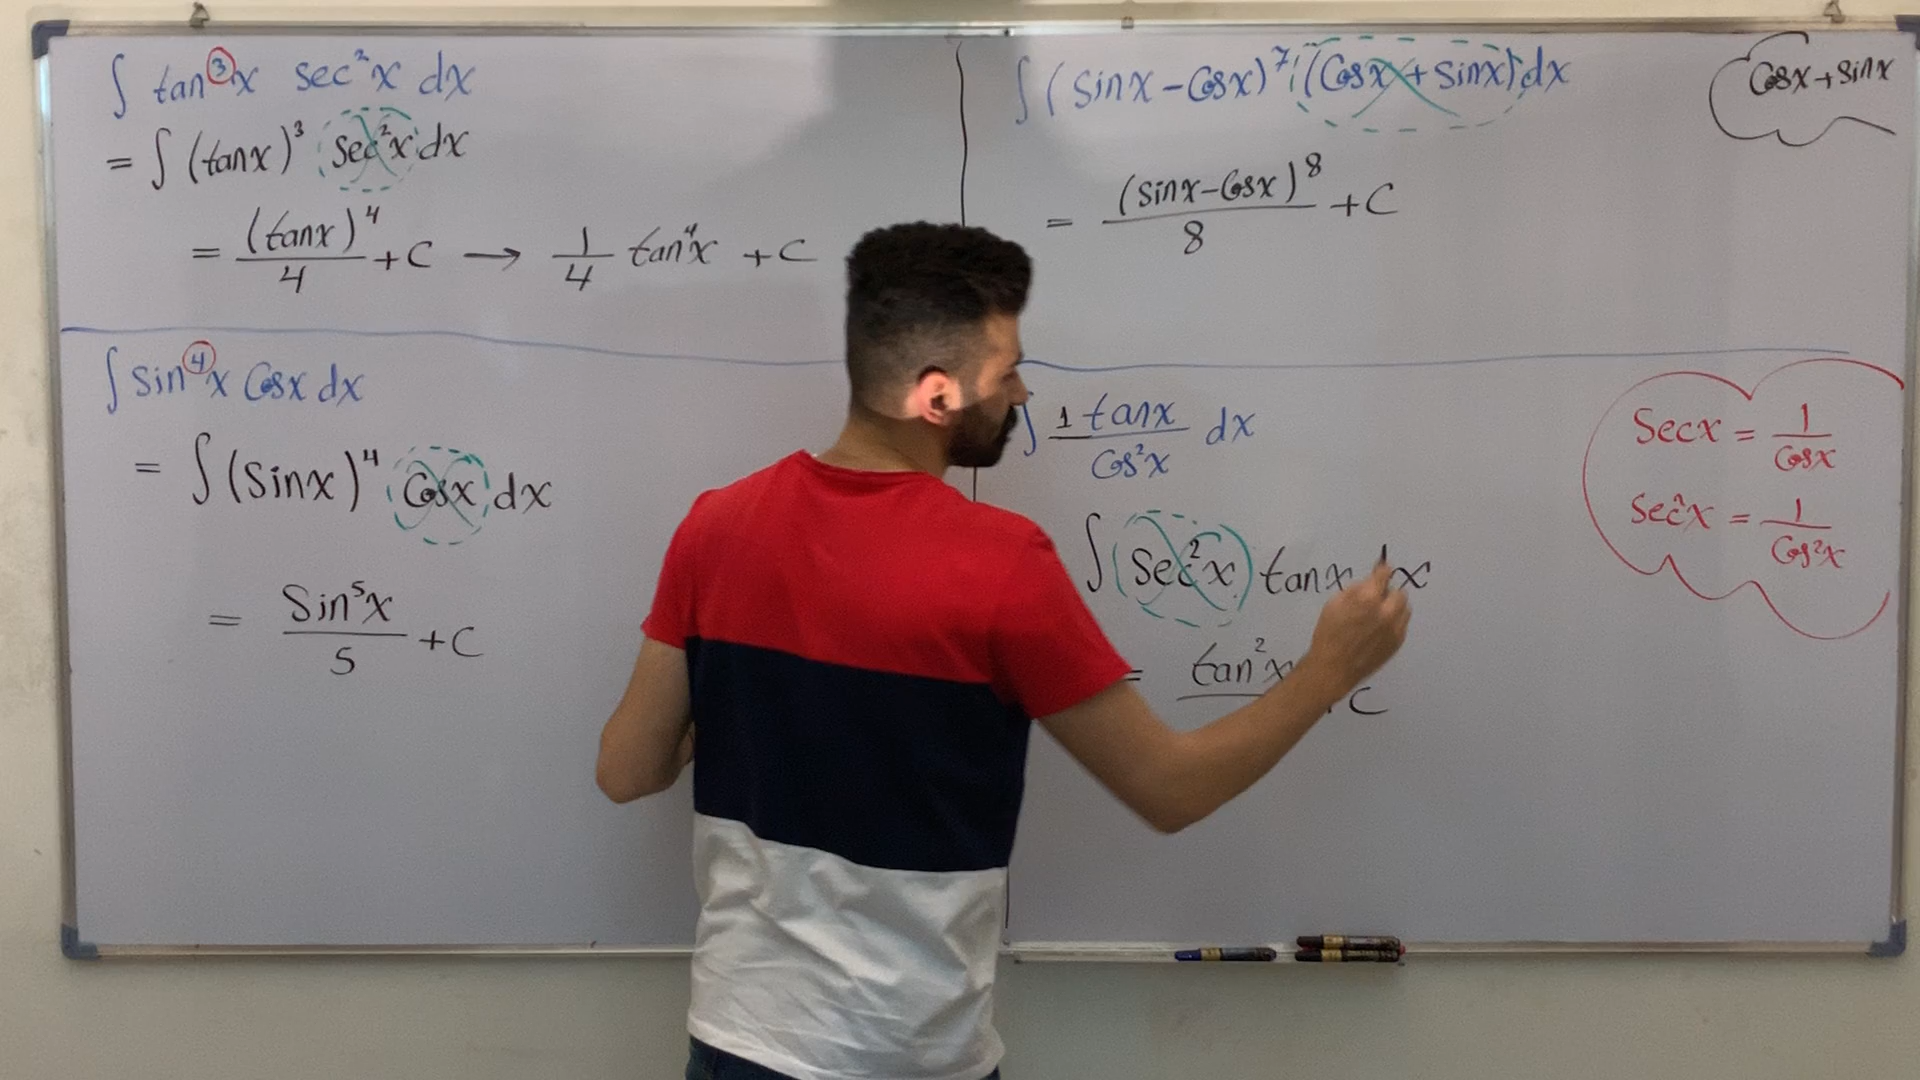 ∫ tan³x sec²x dx
= ∫ (tanx)³ sec²x dx
= (tanx)⁴/4 + C → 1/4 tan⁴x + C
∫ sin⁴x Cosx dx
= ∫ (Sinx)⁴ Cosx dx
= Sin⁵x/5 + C
∫ (sinx - Cosx)⁷ (Cosx + sinx) dx
Cosx + sinx
= (sinx - Cosx)⁸/8 + C
∫ 1 tanx/Cos²x dx
∫ Sec²x tanx dx
= tan²x + C
Secx = 1/Cosx
Sec²x = 1/Cos²x